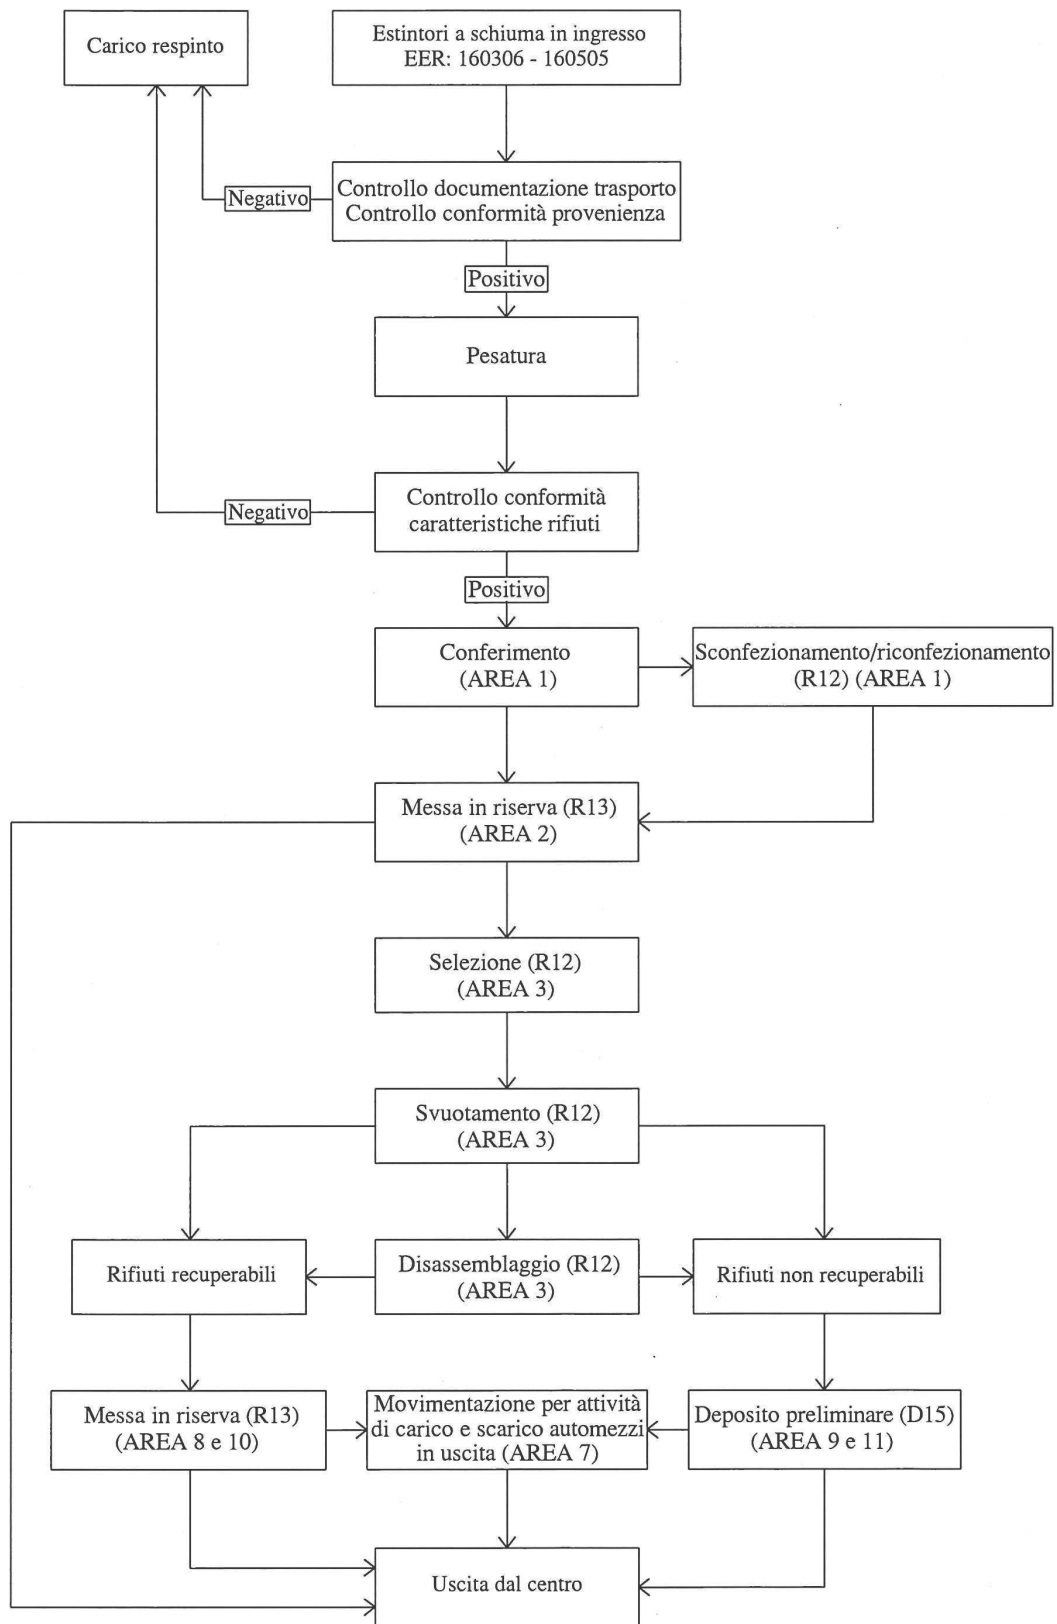 Carico respinto
Estintori a schiuma in ingresso
EER: 160306 - 160505
Negativo
Controllo documentazione trasporto
Controllo conformità provenienza
Positivo
Pesatura
Negativo
Controllo conformità
caratteristiche rifiuti
Positivo
Conferimento
(AREA 1)
Sconfezionamento/riconfezionamento
(R12) (AREA 1)
Messa in riserva (R13)
(AREA 2)
Selezione (R12)
(AREA 3)
Svuotamento (R12)
(AREA 3)
Rifiuti recuperabili
Disassemblaggio (R12)
(AREA 3)
Rifiuti non recuperabili
Messa in riserva (R13)
(AREA 8 e 10)
Movimentazione per attività
di carico e scarico automezzi
in uscita (AREA 7)
Deposito preliminare (D15)
(AREA 9 e 11)
Uscita dal centro